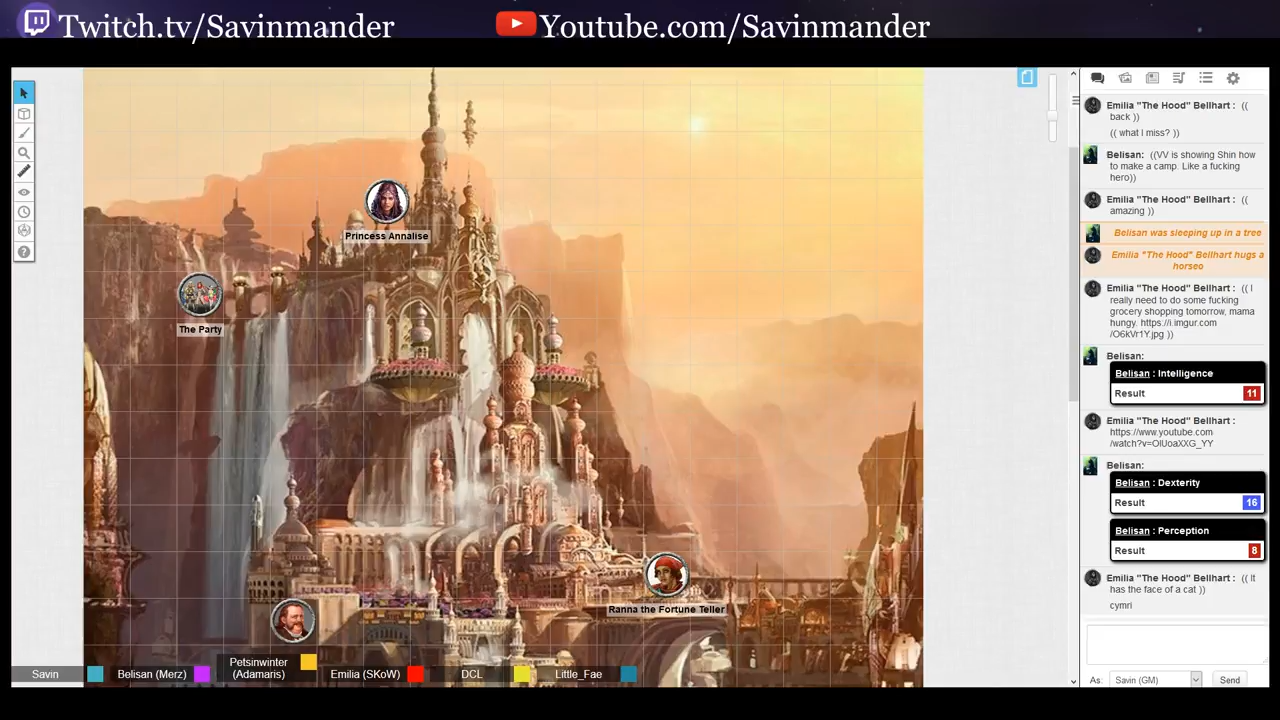 Twitch.tv/Savinmander
Youtube.com/Savinmander
Princess Annalise
The Party
Ranna the Fortune Teller
Savin
Belisan (Merz)
Petsinwinter
(Adamaris)
Emilia (SKoW)
DCL
Little_Fae
Emilia "The Hood" Bellhart : ((
back ))
(( what I miss? ))
Belisan: ((VV is showing Shin how
to make a camp. Like a fucking
hero))
Emilia "The Hood" Bellhart : ((
amazing ))
Belisan was sleeping up in a tree
Emilia "The Hood" Bellhart hugs a
horseo
Emilia "The Hood" Bellhart : (( I
really need to do some fucking
grocery shopping tomorrow, mama
hungy. https://i.imgur.com
/O6kVr1Y.jpg ))
Belisan:
Belisan : Intelligence
Result 11
Emilia "The Hood" Bellhart :
https://www.youtube.com
/watch?v=OlUoaXXG_YY
Belisan:
Belisan : Dexterity
Result 16
Belisan : Perception
Result 8
Emilia "The Hood" Bellhart : (( It
has the face of a cat ))
cymri
As: Savin (GM) Send